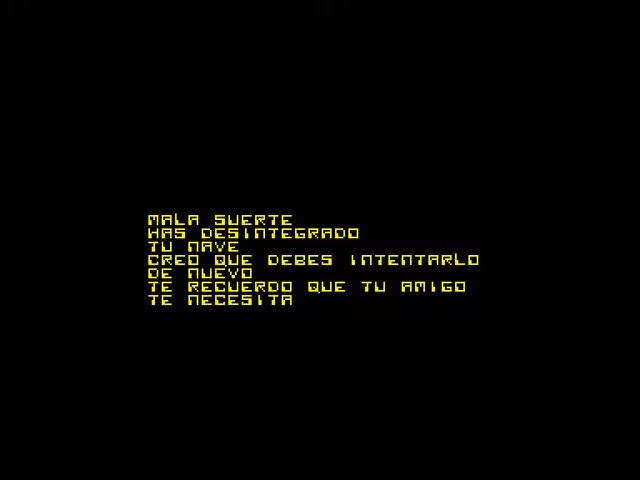 MALA SUERTE
HAS DESINTEGRADO
TU NAVE
CREO QUE DEBES INTENTARLO
DE NUEVO
TE RECUERDO QUE TU AMIGO
TE NECESITA